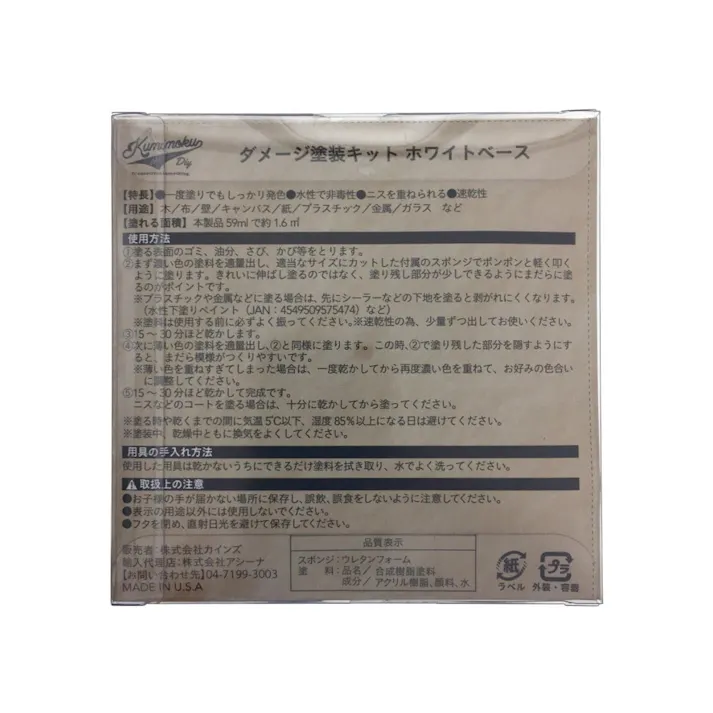 Kumimoku
Diy
ダメージ塗装キット ホワイトベース
【特長】●一度塗りでもしっかり発色●水性で非毒性●ニスを重ねられる●速乾性
【用途】木／布／壁／キャンバス／紙／プラスチック／金属／ガラス など
【塗れる面積】本製品59mlで約1.6㎡
使用方法
①塗る表面のゴミ、油分、さび、かび等をとります。
②まず濃い色の塗料を適量出し、適当なサイズにカットした付属のスポンジでポンポンと軽く叩く
ように塗ります。きれいに伸ばし塗るのではなく、塗り残し部分が少しできるようにまだらに塗
るのがポイントです。
※プラスチックや金属などに塗る場合は、先にシーラーなどの下地を塗ると剥がれにくくなります。
（水性下塗りペイント（JAN：4549509575474）など）
※塗料は使用する前に必ずよく振ってください。※速乾性の為、少量ずつ出してお使いください。
③15～30分ほど乾かします。
④次に薄い色の塗料を適量出し、②と同様に塗ります。この時、②で塗り残した部分を隠すようにす
ると、まだら模様がつくりやすいです。
※薄い色を重ねすぎてしまった場合は、一度乾かしてから再度濃い色を重ねて、お好みの色合い
に調整してください。
⑤15～30分ほど乾かして完成です。
ニスなどのコートを塗る場合は、十分に乾かしてから塗ってください。
※塗る時や乾くまでの間に気温5℃以下、湿度85%以上になる日は避けてください。
※塗装中、乾燥中ともに換気をよくしてください。
用具の手入れ方法
使用した用具は乾かないうちにできるだけ塗料を拭き取り、水でよく洗ってください。
⚠取扱上の注意
●お子様の手が届かない場所に保存し、誤飲、誤食をしないように注意してください。
●表示の用途以外には使用しないでください。
●フタを閉め、直射日光を避けて保存してください。
販売者：株式会社カインズ
輸入代理店：株式会社アシーナ
【お問い合わせ先】04-7199-3003
MADE IN U.S.A
品質表示
スポンジ：ウレタンフォーム
塗 料：品名／合成樹脂塗料
成分／アクリル樹脂、顔料、水
紙
ラベル
プラ
外装・容器